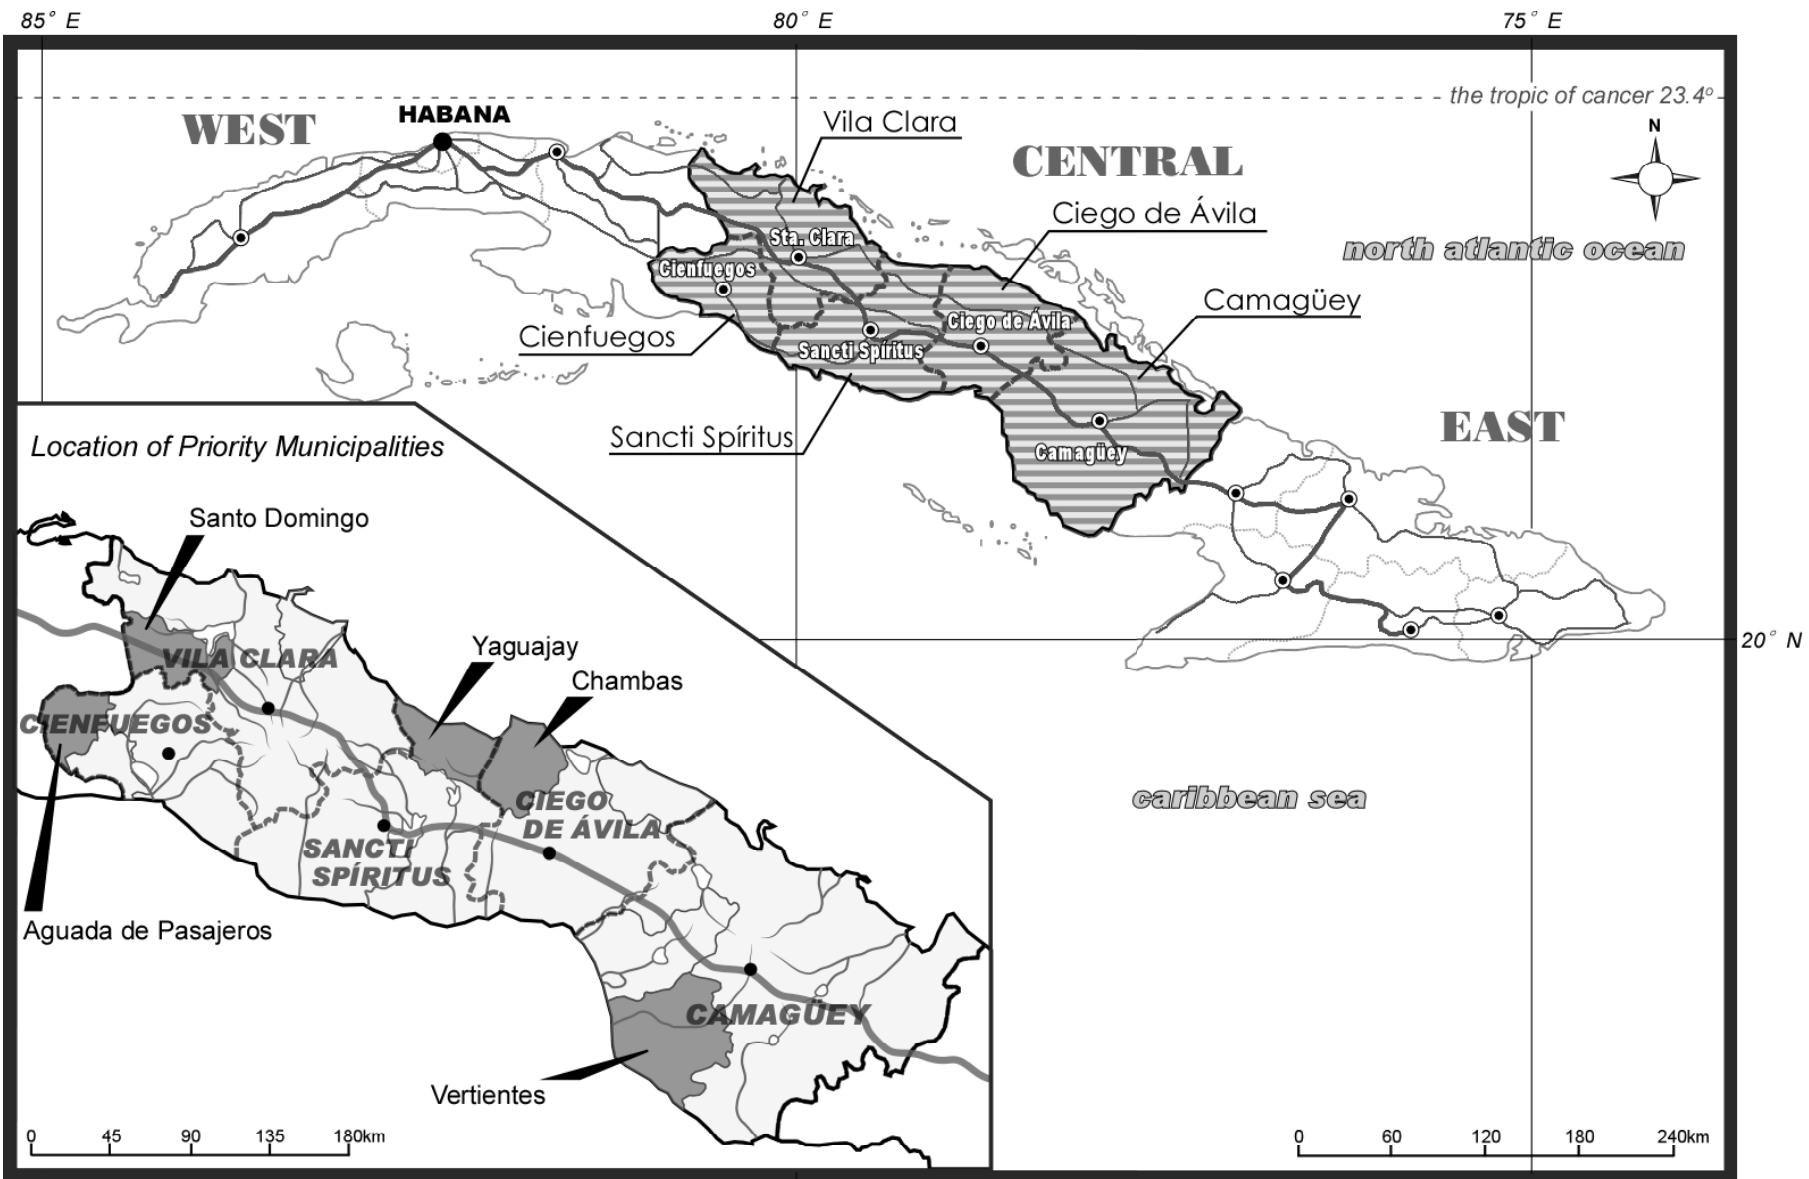 85° E
80° E
75° E
the tropic of cancer 23.4°
WEST
HABANA
Vila Clara
CENTRAL
N
Ciego de Ávila
north atlantic ocean
Sta. Clara
Cienfuegos
Camagüey
Cienfuegos
Ciego de Ávila
Sancti Spíritus
Sancti Spíritus
Camagüey
EAST
20° N
caribbean sea
Location of Priority Municipalities
Santo Domingo
Yaguajay
Chambas
VILA CLARA
CIENFUEGOS
CIEGO
DE ÁVILA
SANCTI
SPÍRITUS
Aguada de Pasajeros
CAMAGÜEY
Vertientes
0 45 90 135 180km
0 60 120 180 240km